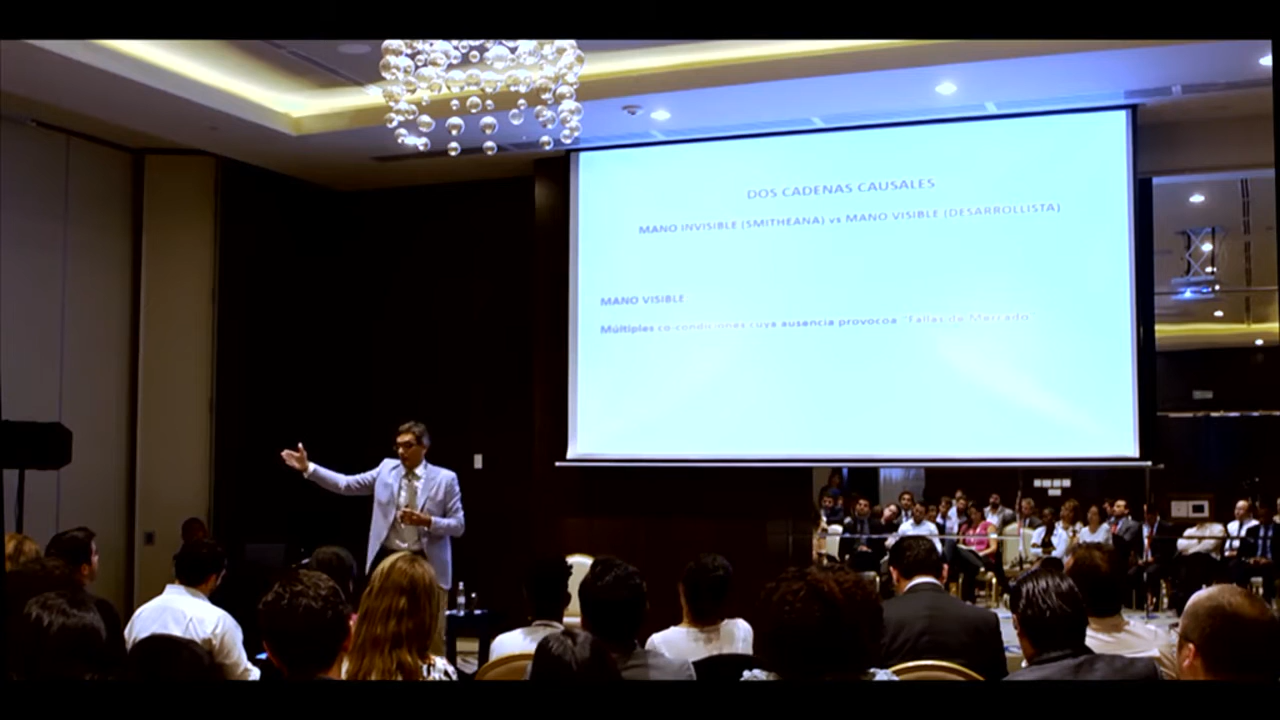 DOS CADENAS CAUSALES
MANO INVISIBLE (SMITHEANA) vs MANO VISIBLE (DESARROLLISTA)
MANO VISIBLE
Múltiples co-condiciones cuya ausencia provocoa "Fallas de Mercado